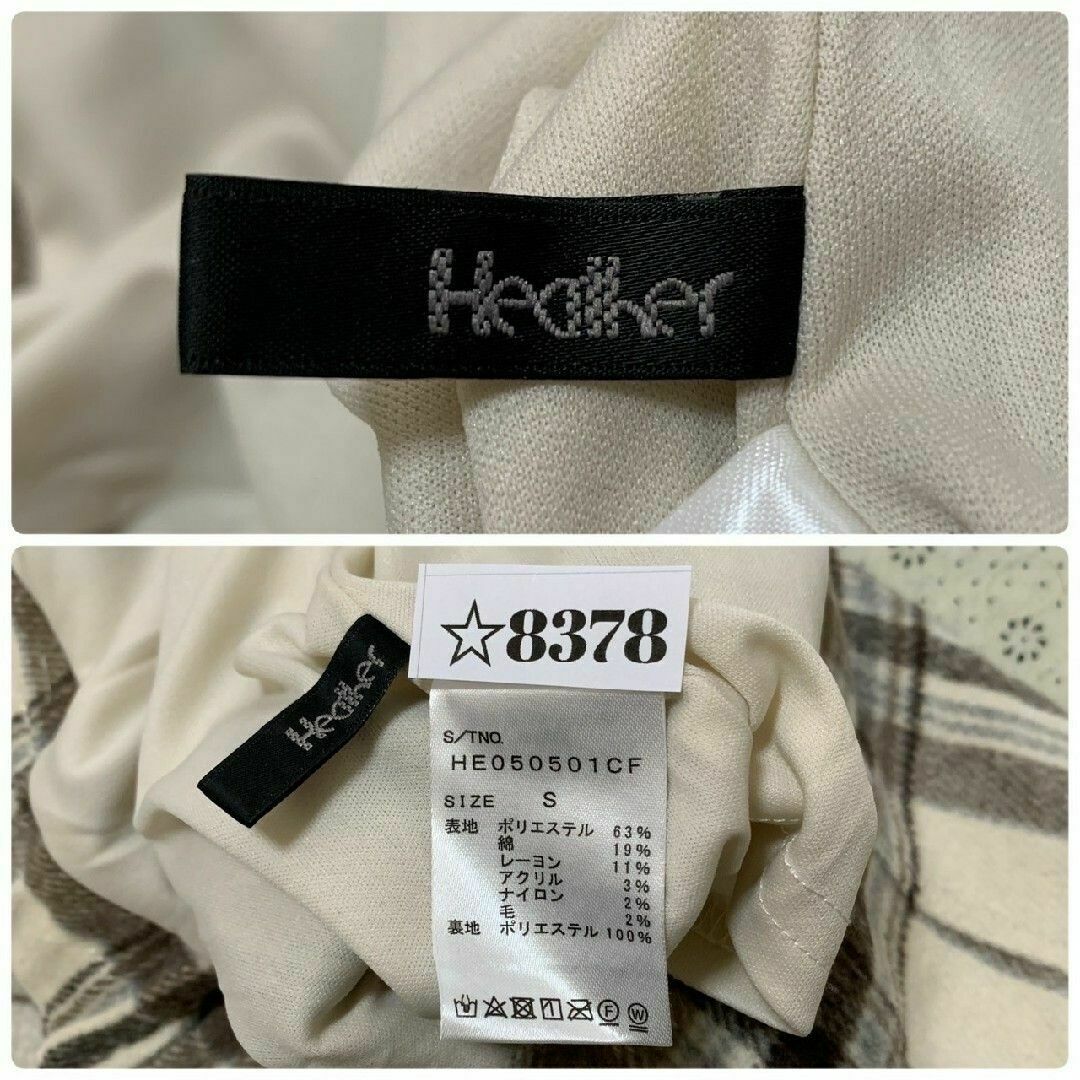 Heather
☆8378
Heather
S/TNO.
HE050501CF
SIZE S
表地 ポリエステル 63%
綿 19%
レーヨン 11%
アクリル 3%
ナイロン 2%
毛 2%
裏地 ポリエステル 100%
F W